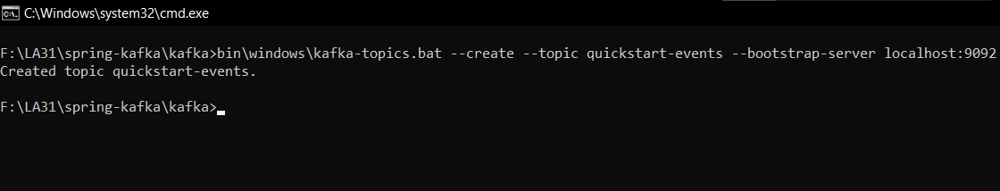 C:\Windows\system32\cmd.exe
F:\LA31\spring-kafka\kafka>bin\windows\kafka-topics.bat --create --topic quickstart-events --bootstrap-server localhost:9092
Created topic quickstart-events.
F:\LA31\spring-kafka\kafka>